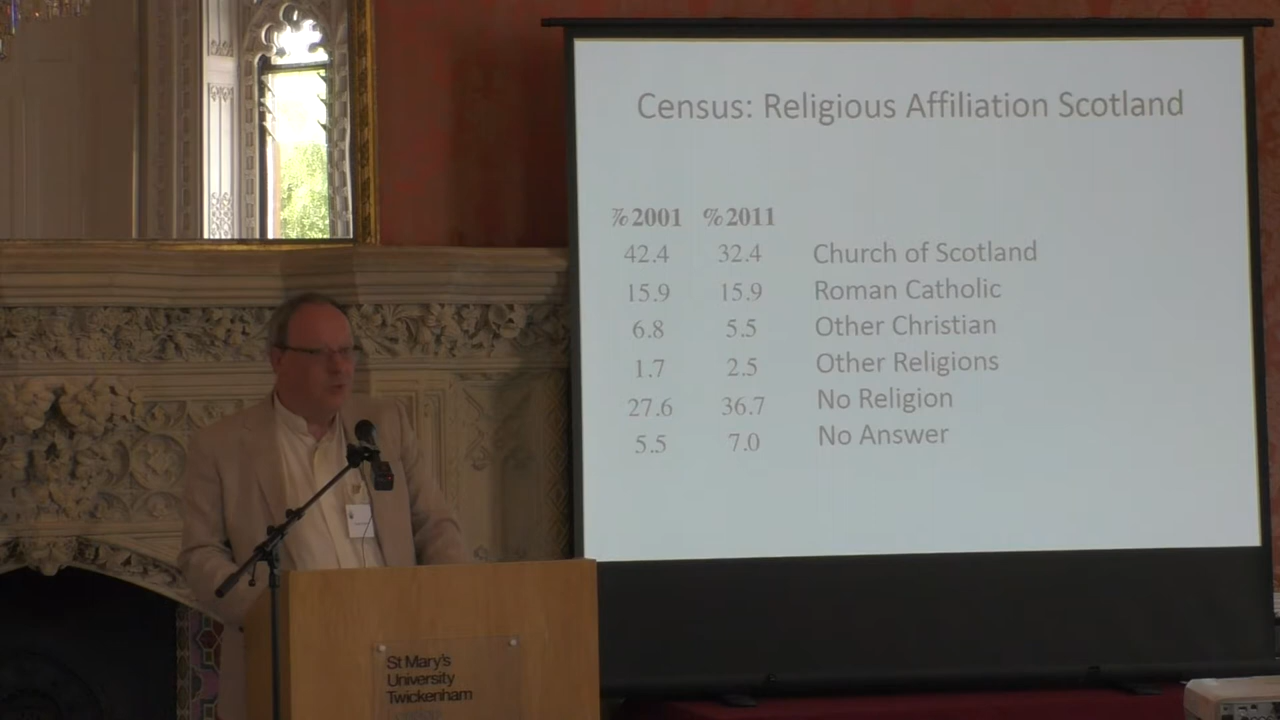 Census: Religious Affiliation Scotland
%2001 %2011
42.4 32.4 Church of Scotland
15.9 15.9 Roman Catholic
6.8 5.5 Other Christian
1.7 2.5 Other Religions
27.6 36.7 No Religion
5.5 7.0 No Answer
St Mary's
University
Twickenham
London